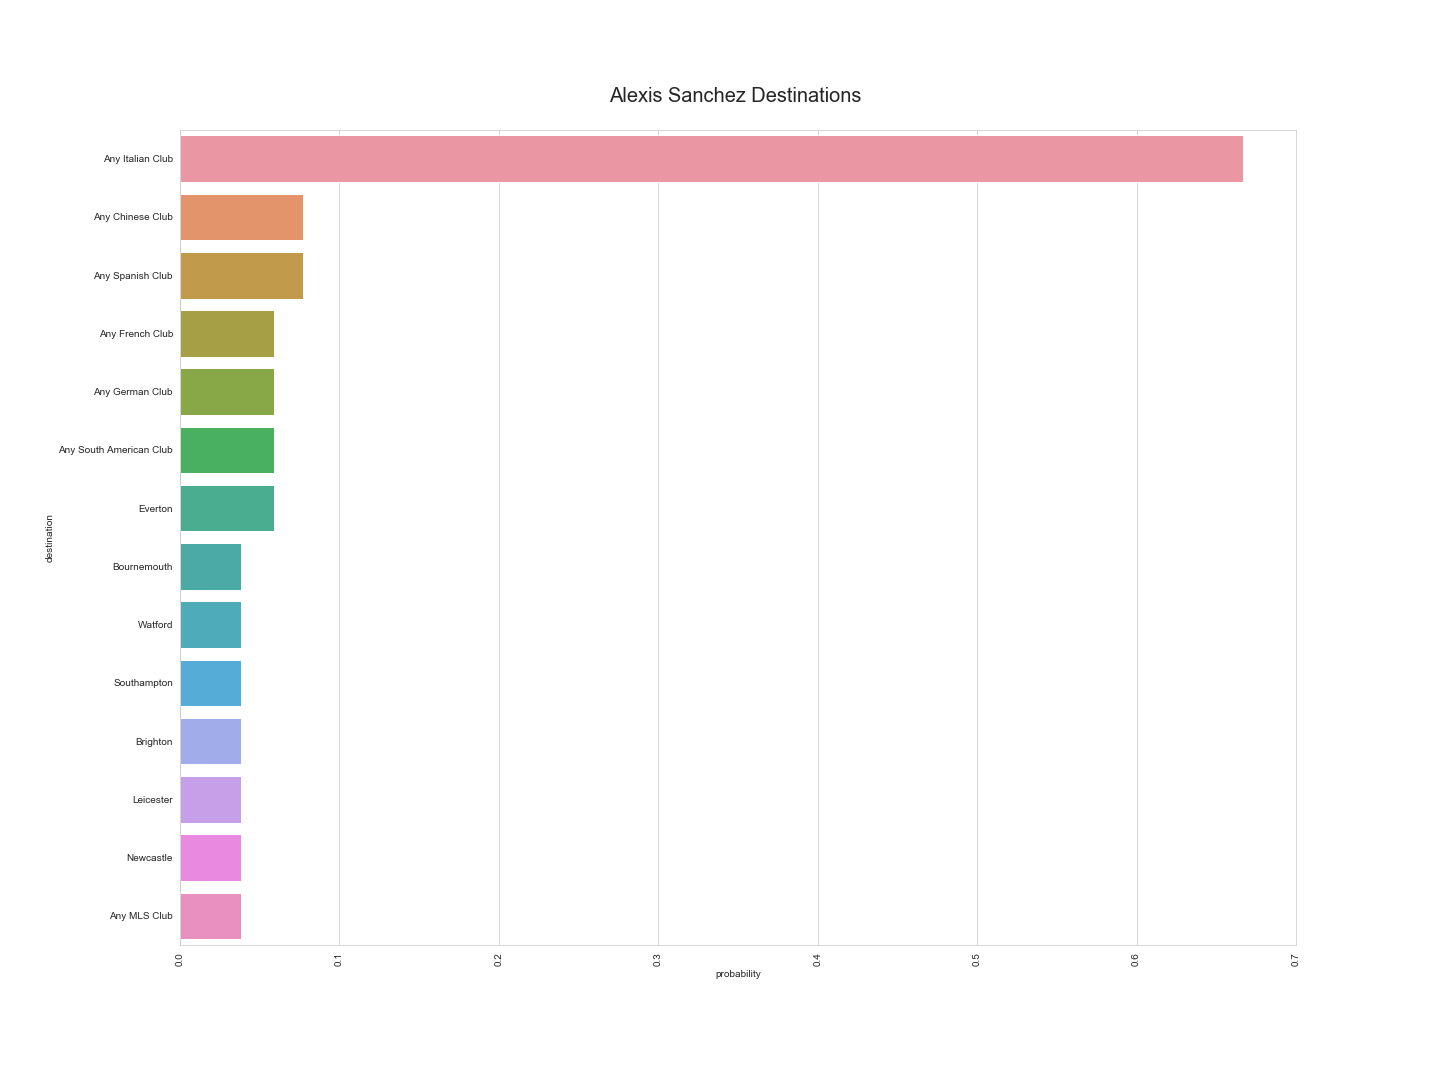 Alexis Sanchez Destinations
Any Italian Club
Any Chinese Club
Any Spanish Club
Any French Club
Any German Club
Any South American Club
Everton
destination
Bournemouth
Watford
Southampton
Brighton
Leicester
Newcastle
Any MLS Club
0.0
0.1
0.2
0.3
0.4
0.5
0.6
0.7
probability